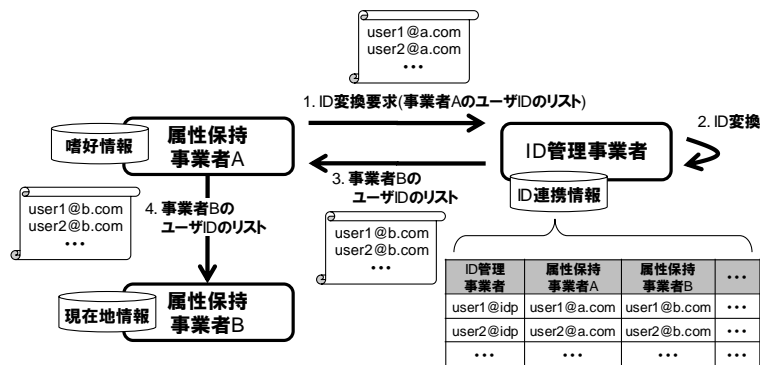 user1@a.com
user2@a.com
•••
1. ID変換要求(事業者AのユーザIDのリスト)
属性保持
事業者A
嗜好情報
ID管理事業者
2. ID変換
ID連携情報
3. 事業者Bの
ユーザIDのリスト
user1@b.com
user2@b.com
•••
4. 事業者Bの
ユーザIDのリスト
user1@b.com
user2@b.com
•••
属性保持
事業者B
現在地情報
ID管理
事業者
属性保持
事業者A
属性保持
事業者B
•••
user1@idp user1@a.com user1@b.com •••
user2@idp user2@a.com user2@b.com •••
••• ••• ••• •••